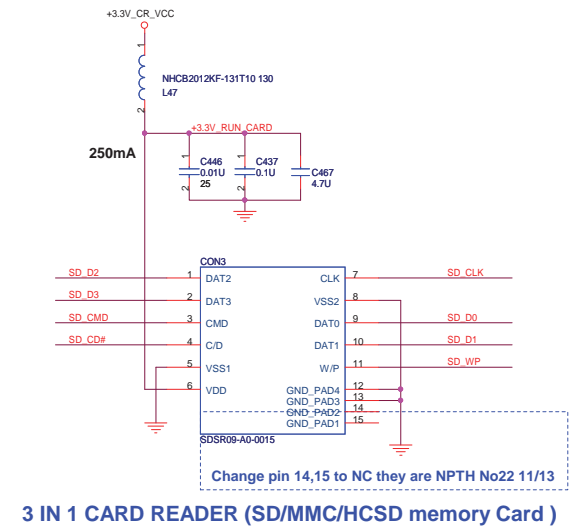 +3.3V_CR_VCC
1
NHCB2012KF-131T10 130
L47
2
+3.3V_RUN_CARD
250mA
1
C446
0.01U
25
2
1
C437
0.1U
2
C467
4.7U
CON3
SD_D2 1 DAT2 CLK 7 SD_CLK
SD_D3 2 DAT3 VSS2 8
SD_CMD 3 CMD DAT0 9 SD_D0
SD_CD# 4 C/D DAT1 10 SD_D1
5 VSS1 W/P 11 SD_WP
6 VDD GND_PAD4 12
GND_PAD3 13
GND_PAD2 14
GND_PAD1 15
SDSR09-A0-0015
Change pin 14,15 to NC they are NPTH No22 11/13
3 IN 1 CARD READER (SD/MMC/HCSD memory Card )